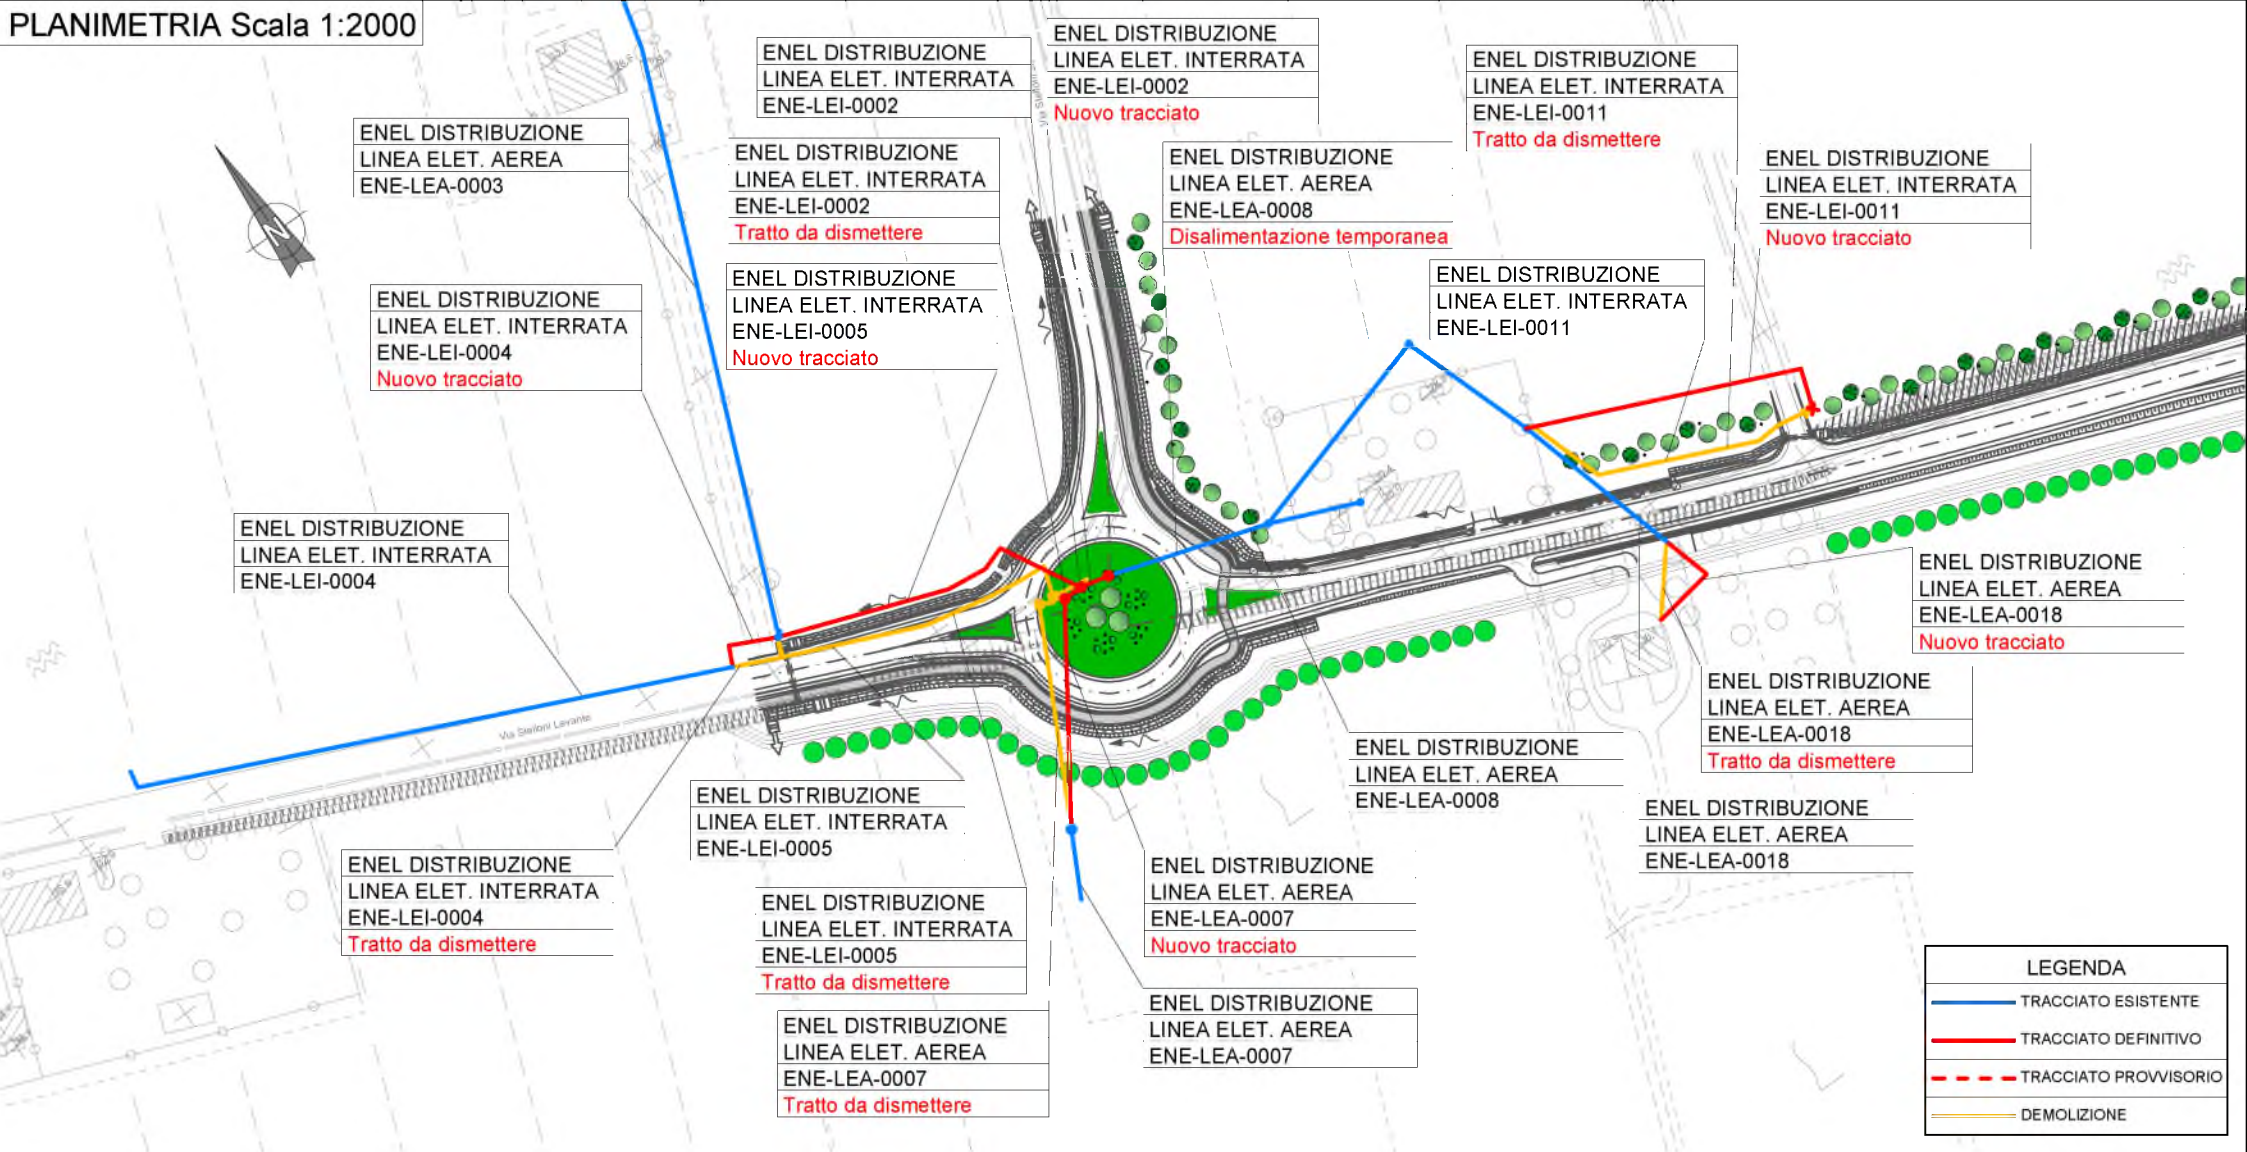 PLANIMETRIA Scala 1:2000
ENEL DISTRIBUZIONE
LINEA ELET. INTERRATA
ENE-LEI-0002
ENEL DISTRIBUZIONE
LINEA ELET. INTERRATA
ENE-LEI-0002
Nuovo tracciato
ENEL DISTRIBUZIONE
LINEA ELET. INTERRATA
ENE-LEI-0011
Tratto da dismettere
ENEL DISTRIBUZIONE
LINEA ELET. AEREA
ENE-LEA-0003
ENEL DISTRIBUZIONE
LINEA ELET. INTERRATA
ENE-LEI-0002
Tratto da dismettere
ENEL DISTRIBUZIONE
LINEA ELET. AEREA
ENE-LEA-0008
Disalimentazione temporanea
ENEL DISTRIBUZIONE
LINEA ELET. INTERRATA
ENE-LEI-0011
Nuovo tracciato
N
ENEL DISTRIBUZIONE
LINEA ELET. INTERRATA
ENE-LEI-0004
Nuovo tracciato
ENEL DISTRIBUZIONE
LINEA ELET. INTERRATA
ENE-LEI-0005
Nuovo tracciato
ENEL DISTRIBUZIONE
LINEA ELET. INTERRATA
ENE-LEI-0011
ENEL DISTRIBUZIONE
LINEA ELET. INTERRATA
ENE-LEI-0004
Via Stelloni Levante
ENEL DISTRIBUZIONE
LINEA ELET. AEREA
ENE-LEA-0018
Nuovo tracciato
ENEL DISTRIBUZIONE
LINEA ELET. AEREA
ENE-LEA-0018
Tratto da dismettere
ENEL DISTRIBUZIONE
LINEA ELET. AEREA
ENE-LEA-0008
ENEL DISTRIBUZIONE
LINEA ELET. AEREA
ENE-LEA-0018
ENEL DISTRIBUZIONE
LINEA ELET. INTERRATA
ENE-LEI-0005
ENEL DISTRIBUZIONE
LINEA ELET. INTERRATA
ENE-LEI-0004
Tratto da dismettere
ENEL DISTRIBUZIONE
LINEA ELET. INTERRATA
ENE-LEI-0005
Tratto da dismettere
ENEL DISTRIBUZIONE
LINEA ELET. AEREA
ENE-LEA-0007
Nuovo tracciato
ENEL DISTRIBUZIONE
LINEA ELET. AEREA
ENE-LEA-0007
ENEL DISTRIBUZIONE
LINEA ELET. AEREA
ENE-LEA-0007
Tratto da dismettere
LEGENDA
TRACCIATO ESISTENTE
TRACCIATO DEFINITIVO
TRACCIATO PROVVISORIO
DEMOLIZIONE